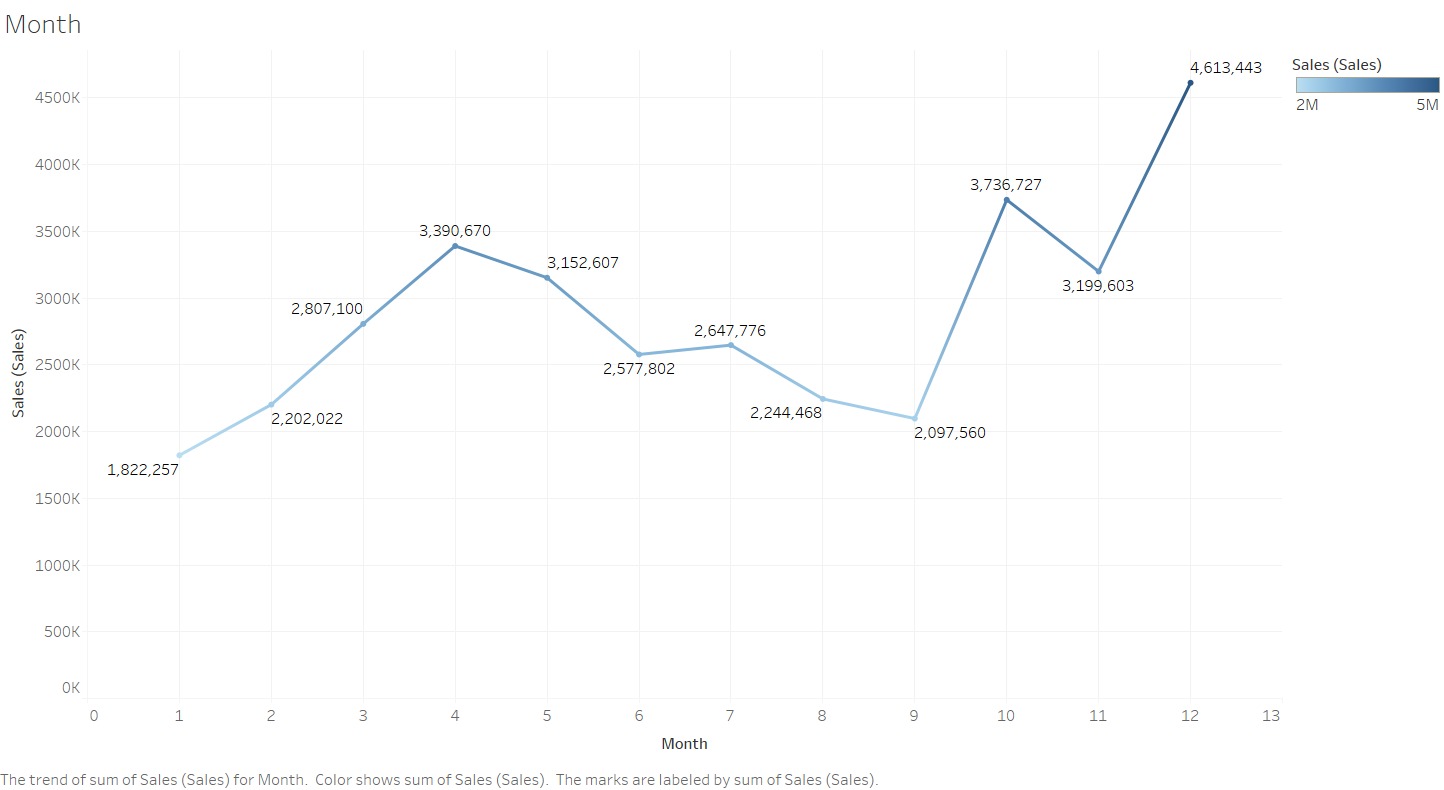 Month
Sales (Sales)
2M 5M
4,613,443
4500K
4000K
3,736,727
3500K
3,390,670
3,152,607
3,199,603
3000K
2,807,100
2,647,776
2500K
2,577,802
2,244,468
2,202,022
2000K
2,097,560
1,822,257
1500K
1000K
500K
0K
Sales (Sales)
0 1 2 3 4 5 6 7 8 9 10 11 12 13
Month
The trend of sum of Sales (Sales) for Month.  Color shows sum of Sales (Sales).  The marks are labeled by sum of Sales (Sales).